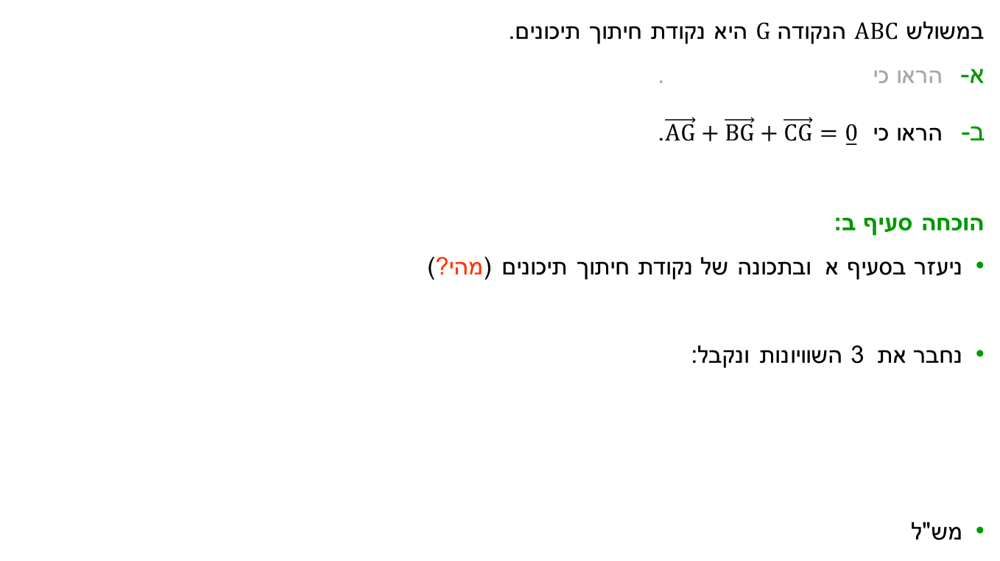 במשולש ABC הנקודה G היא נקודת חיתוך תיכונים.
א- הראו כי .
ב- הראו כי $\overrightarrow{AG} + \overrightarrow{BG} + \overrightarrow{CG} = \underline{0}$.
הוכחה סעיף ב:
• ניעזר בסעיף א ובתכונה של נקודת חיתוך תיכונים (מהי?)
• נחבר את 3 השוויונות ונקבל:
• מש"ל